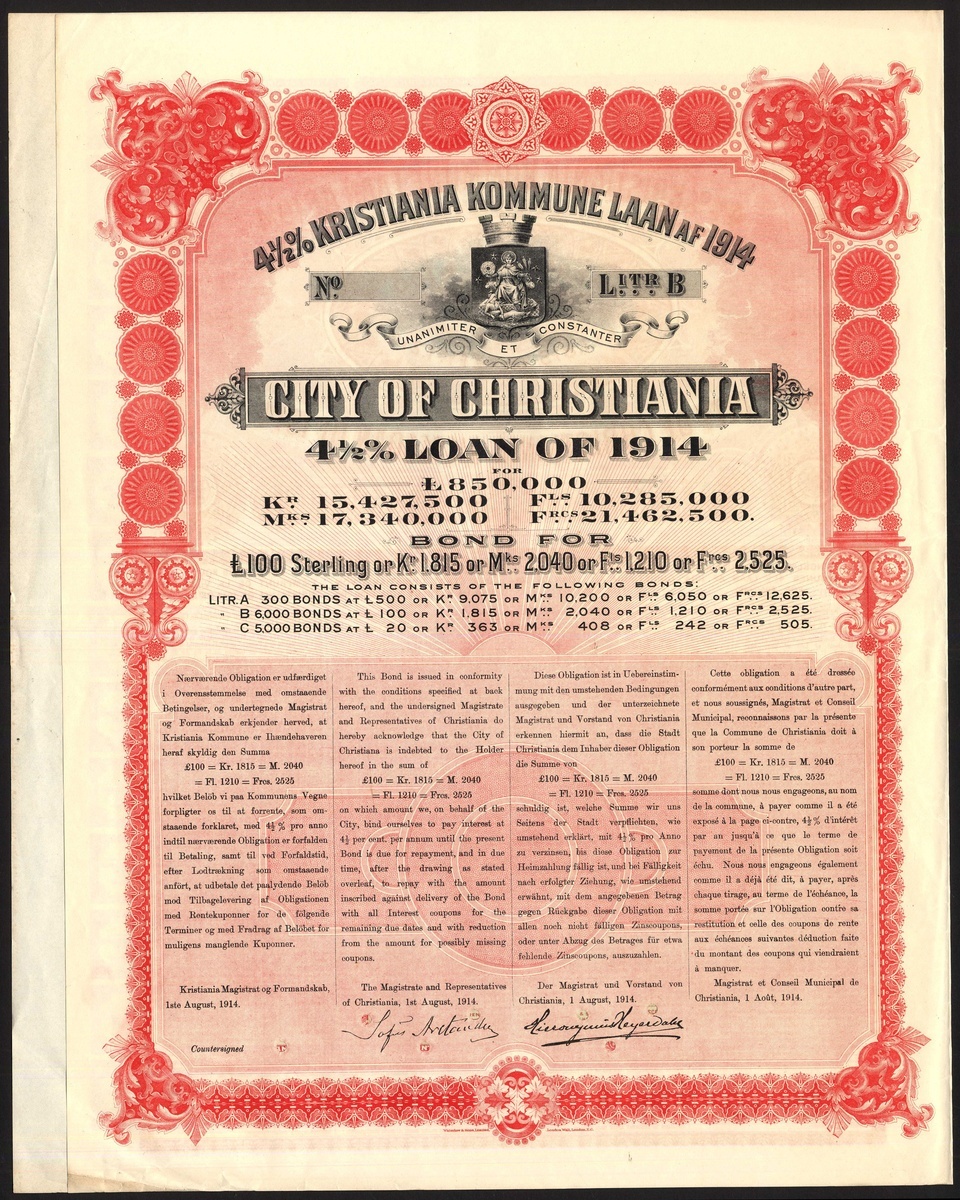 4½% KRISTIANIA KOMMUNE LAAN AF 1914
No.
LITR. B
UNANIMITER ET CONSTANTER
CITY OF CHRISTIANIA
4½% LOAN OF 1914
FOR
£850,000
Kr 15,427,500 Fls 10,285,000
Mks 17,340,000 Frcs 21,462,500.
BOND FOR
£100 Sterling or Kr. 1.815 or Mks 2.040 or Fls. 1.210 or Frcs 2.525.
THE LOAN CONSISTS OF THE FOLLOWING BONDS:
LITR. A 300 BONDS AT £500 OR KR 9,075 OR MKS 10,200 OR FLS 6,050 OR FRCS 12,625.
" B 6,000 BONDS AT £ 100 OR KR 1,815 OR MKS 2,040 OR FLS 1,210 OR FRCS 2,525.
" C 5,000 BONDS AT £ 20 OR KR 363 OR MKS 408 OR FLS 242 OR FRCS 505.
Nærværende Obligation er udfærdiget
i Overensstemmelse med omstaaende
Betingelser, og undertegnede Magistrat
og Formandskab erkjender herved, at
Kristiania Kommune er Ihændehaveren
heraf skyldig den Summa
£100 = Kr. 1815 = M. 2040
= Fl. 1210 = Frcs. 2525
hvilket Belöb vi paa Kommunens Vegne
forpligter os til at forrente, som om-
staaende forklaret, med 4½% pro anno
indtil nærværende Obligation er forfalden
til Betaling, samt til ved Forfaldstid,
efter Lodtrækning som omstaaende
anfört, at udbetale det paalydende Belöb
mod Tilbagelevering af Obligationen
med Rentekuponner for de fölgende
Terminer og med Fradrag af Belöbet for
muligens manglende Kuponner.
Kristiania Magistrat og Formandskab,
1ste August, 1914.
This Bond is issued in conformity
with the conditions specified at back
hereof, and the undersigned Magistrate
and Representatives of Christiania do
hereby acknowledge that the City of
Christiana is indebted to the Holder
hereof in the sum of
£100 = Kr. 1815 = M. 2040
= Fl. 1210 = Frcs. 2525
on which amount we, on behalf of the
City, bind ourselves to pay interest at
4½ per cent. per annum until the present
Bond is due for repayment, and in due
time, after the drawing as stated
overleaf, to repay with the amount
inscribed against delivery of the Bond
with all Interest coupons for the
remaining due dates and with reduction
from the amount for possibly missing
coupons.
The Magistrate and Representatives
of Christiania, 1st August, 1914.
Diese Obligation ist in Uebereinstim-
mung mit den umstehenden Bedingungen
ausgegeben und der unterzeichnete
Magistrat und Vorstand von Christiania
erkennen hiermit an, dass die Stadt
Christiania dem Inhaber dieser Obligation
die Summe von
£100 = Kr. 1815 = M. 2040
= Fl. 1210 = Frcs. 2525
schuldig ist, welche Summe wir uns
Seitens der Stadt verpflichten, wie
umstehend erklärt, mit 4½% pro Anno
zu verzinsen, bis diese Obligation zur
Heimzahlung fällig ist, und bei Fälligkeit
nach erfolgter Ziehung, wie umstehend
erwähnt, mit dem angegebenen Betrag
gegen Rückgabe dieser Obligation mit
allen noch nicht fälligen Zinscoupons,
oder unter Abzug des Betrages für etwa
fehlende Zinscoupons, auszuzahlen.
Der Magistrat und Vorstand von
Christiania, 1 August, 1914.
Cette obligation a été dressée
conformément aux conditions d'autre part,
et nous soussignés, Magistrat et Conseil
Municipal, reconnaissons par la présente
que la Commune de Christiania doit à
son porteur la somme de
£100 = Kr. 1815 = M. 2040
= Fl. 1210 = Frcs. 2525
somme dont nous nous engageons, au nom
de la commune, à payer comme il a été
exposé à la page ci-contre, 4½% d'intérêt
par an jusqu'à ce que le terme de
payement de la présente Obligation soit
échu. Nous nous engageons également
comme il a déjà été dit, à payer, après
chaque tirage, au terme de l'échéance, la
somme portée sur l'Obligation contre sa
restitution et celle des coupons de rente
aux échéances suivantes déduction faite
du montant des coupons qui viendraient
à manquer.
Magistrat et Conseil Municipal de
Christiania, 1 Août, 1914.
Sofus Arctander
Hieronymus Heyerdahl
Countersigned